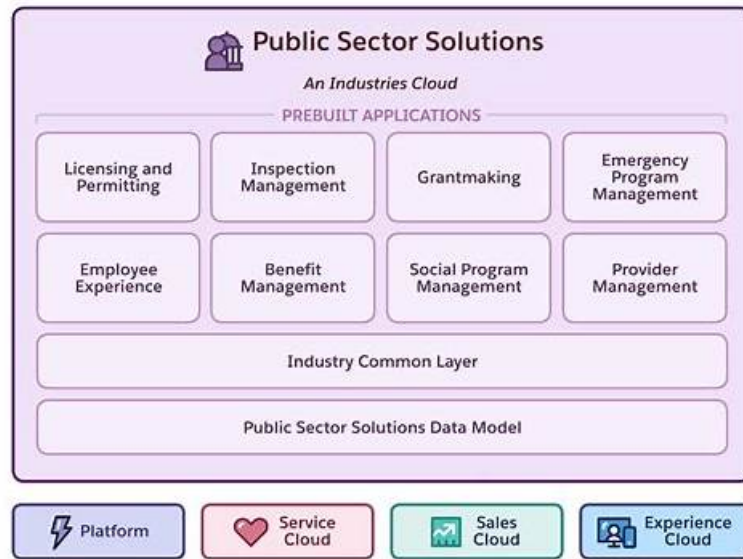 Public Sector Solutions
An Industries Cloud
PREBUILT APPLICATIONS
Licensing and
Permitting
Inspection
Management
Grantmaking
Emergency
Program
Management
Employee
Experience
Benefit
Management
Social Program
Management
Provider
Management
Industry Common Layer
Public Sector Solutions Data Model
Platform
Service
Cloud
Sales
Cloud
Experience
Cloud